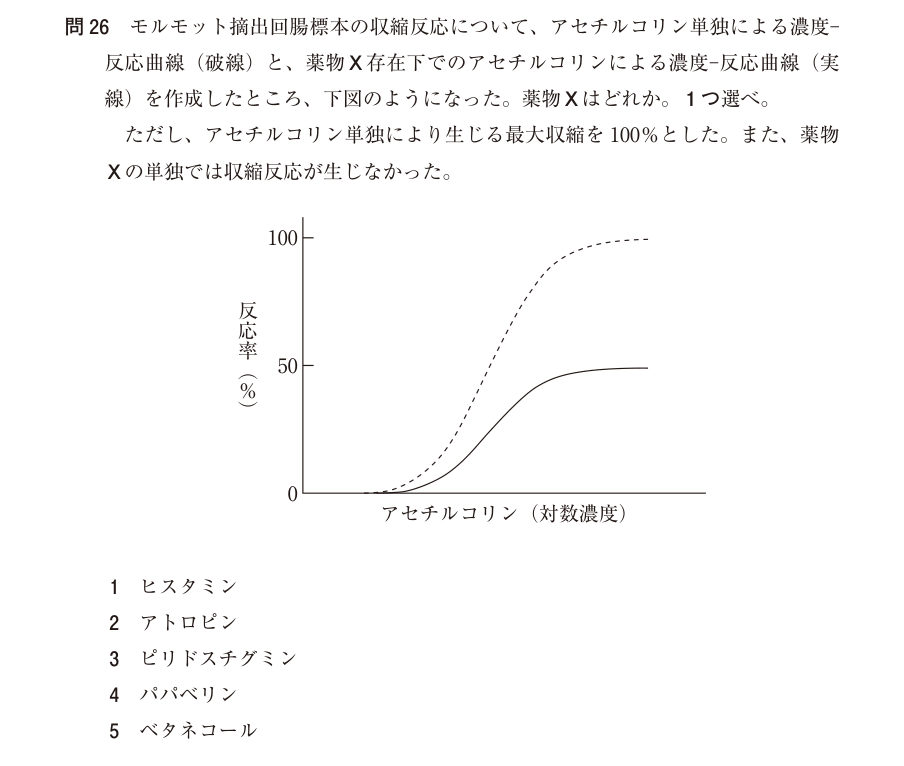 問26 モルモット摘出回腸標本の収縮反応について、アセチルコリン単独による濃度-
反応曲線（破線）と、薬物X存在下でのアセチルコリンによる濃度-反応曲線（実
線）を作成したところ、下図のようになった。薬物Xはどれか。1つ選べ。
ただし、アセチルコリン単独により生じる最大収縮を100％とした。また、薬物
Xの単独では収縮反応が生じなかった。
100
反応率（％）
50
0
アセチルコリン（対数濃度）
1 ヒスタミン
2 アトロピン
3 ピリドスチグミン
4 パパベリン
5 ベタネコール